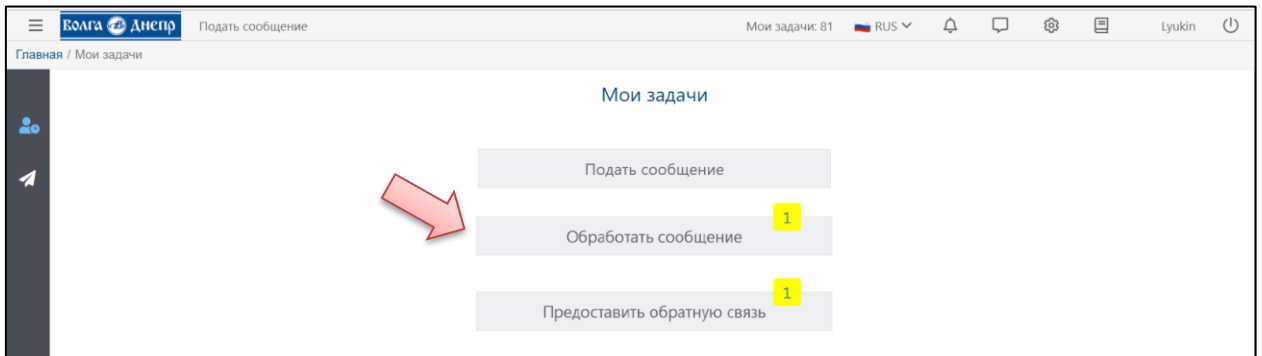 Волга Днепр Подать сообщение Мои задачи: 81 RUS Lyukin
Главная / Мои задачи
Мои задачи
Подать сообщение
1
Обработать сообщение
1
Предоставить обратную связь